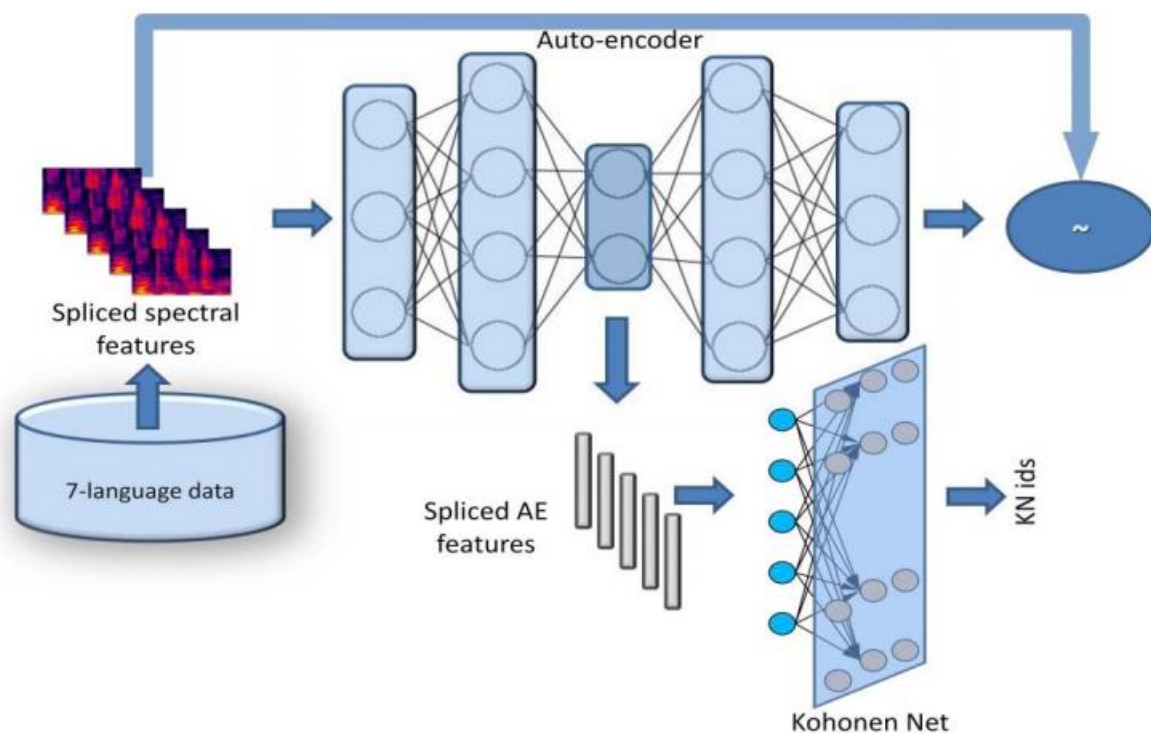 Auto-encoder
~
Spliced spectral
features
7-language data
Spliced AE
features
KN ids
Kohonen Net